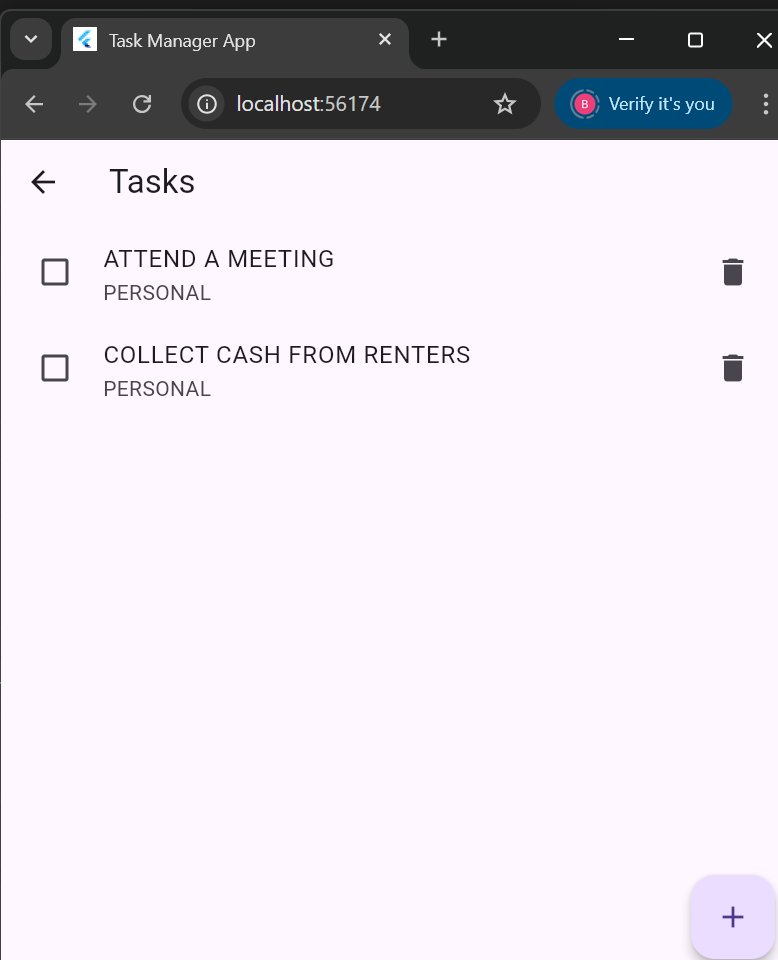 Task Manager App
localhost:56174
B Verify it's you
Tasks
ATTEND A MEETING
PERSONAL
COLLECT CASH FROM RENTERS
PERSONAL